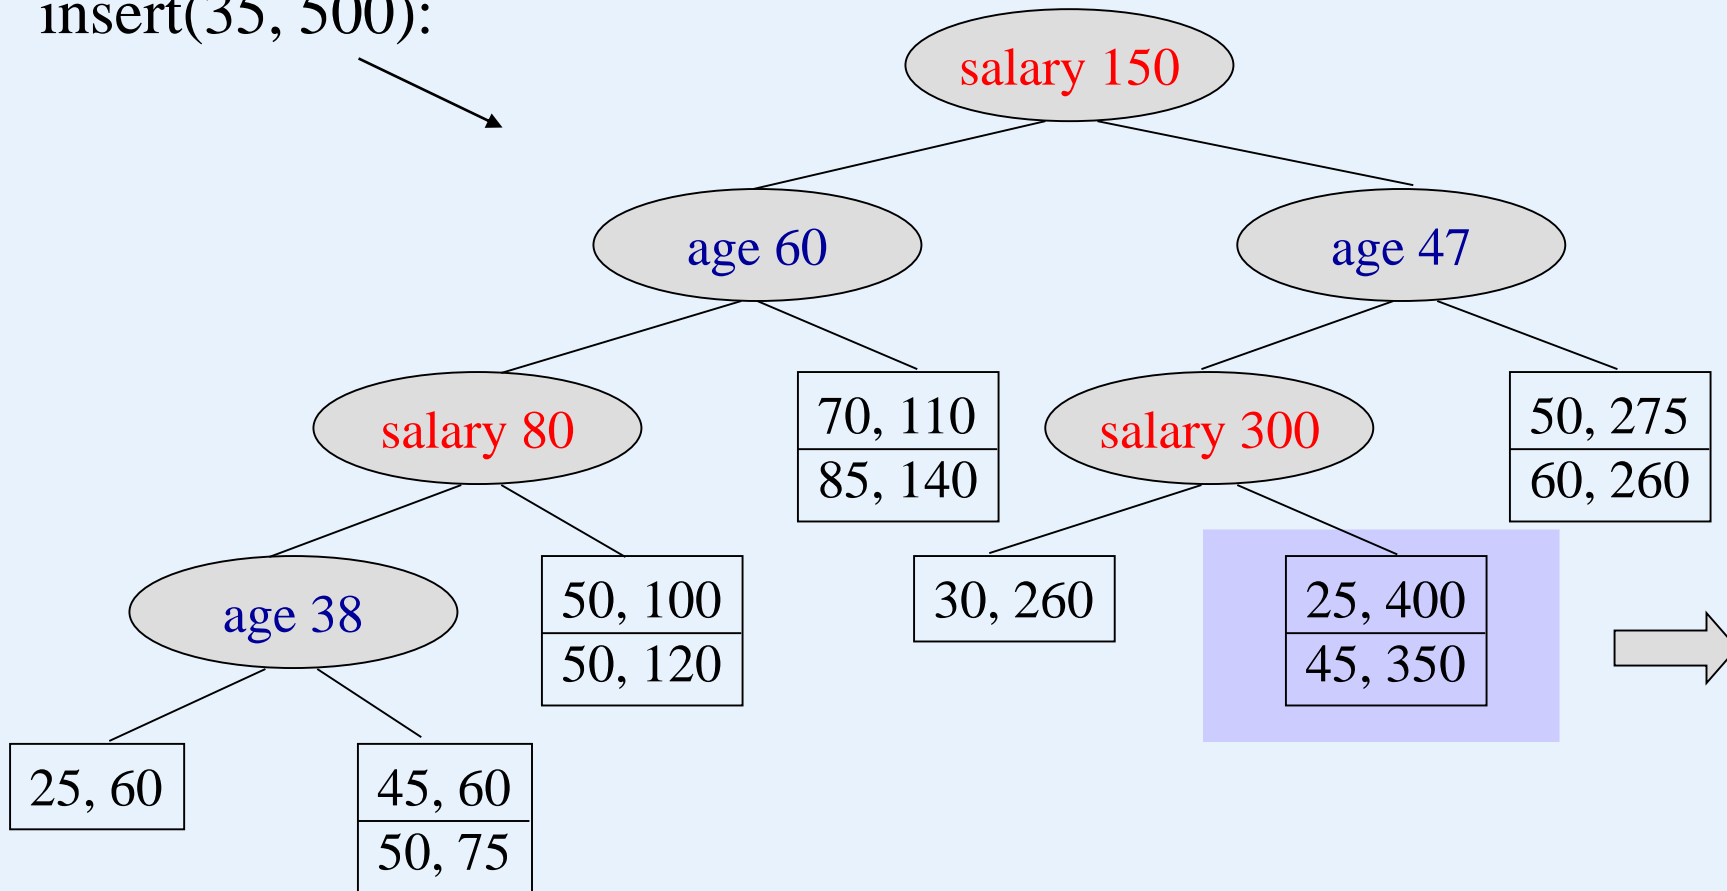 insert(35, 500):
salary 150
age 60
age 47
salary 80
70, 110
85, 140
salary 300
50, 275
60, 260
age 38
50, 100
50, 120
30, 260
25, 400
45, 350
25, 60
45, 60
50, 75